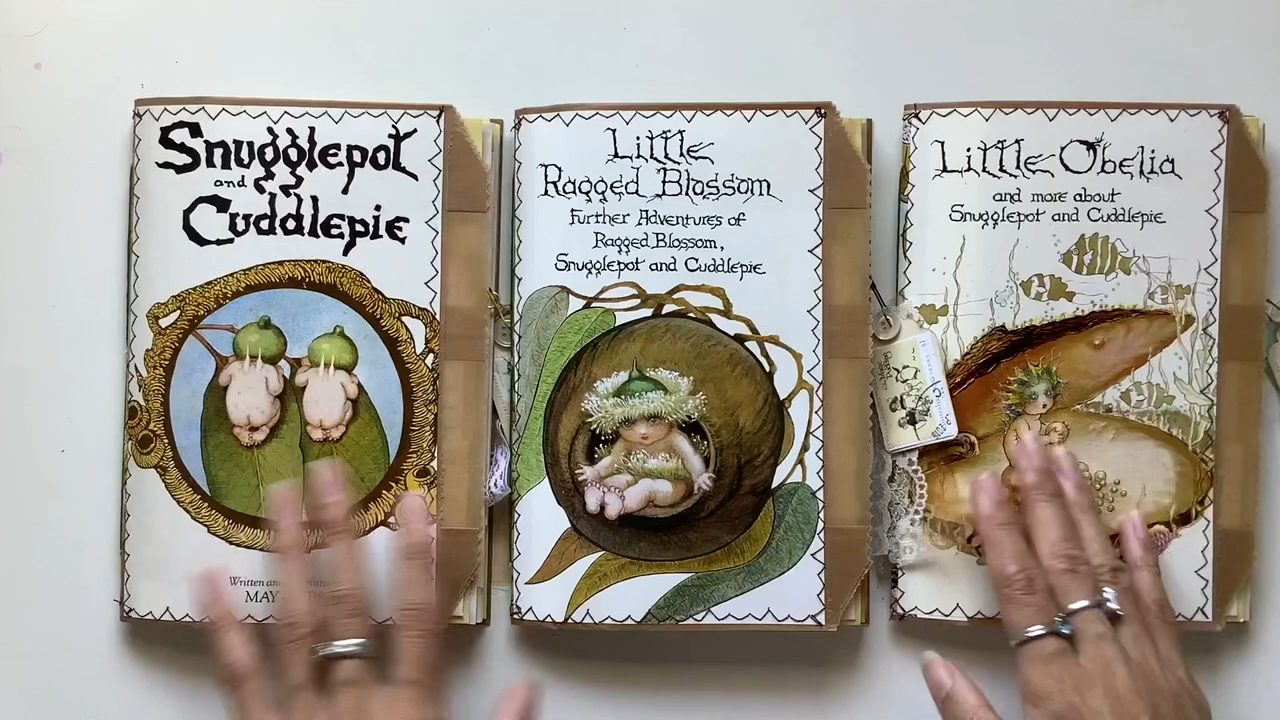 Snugglepot
and
Cuddlepie
Written and
MAY
Little
Ragged Blossom
Further Adventures of
Ragged Blossom,
Snugglepot and Cuddlepie
Little Obelia
and more about
Snugglepot and Cuddlepie